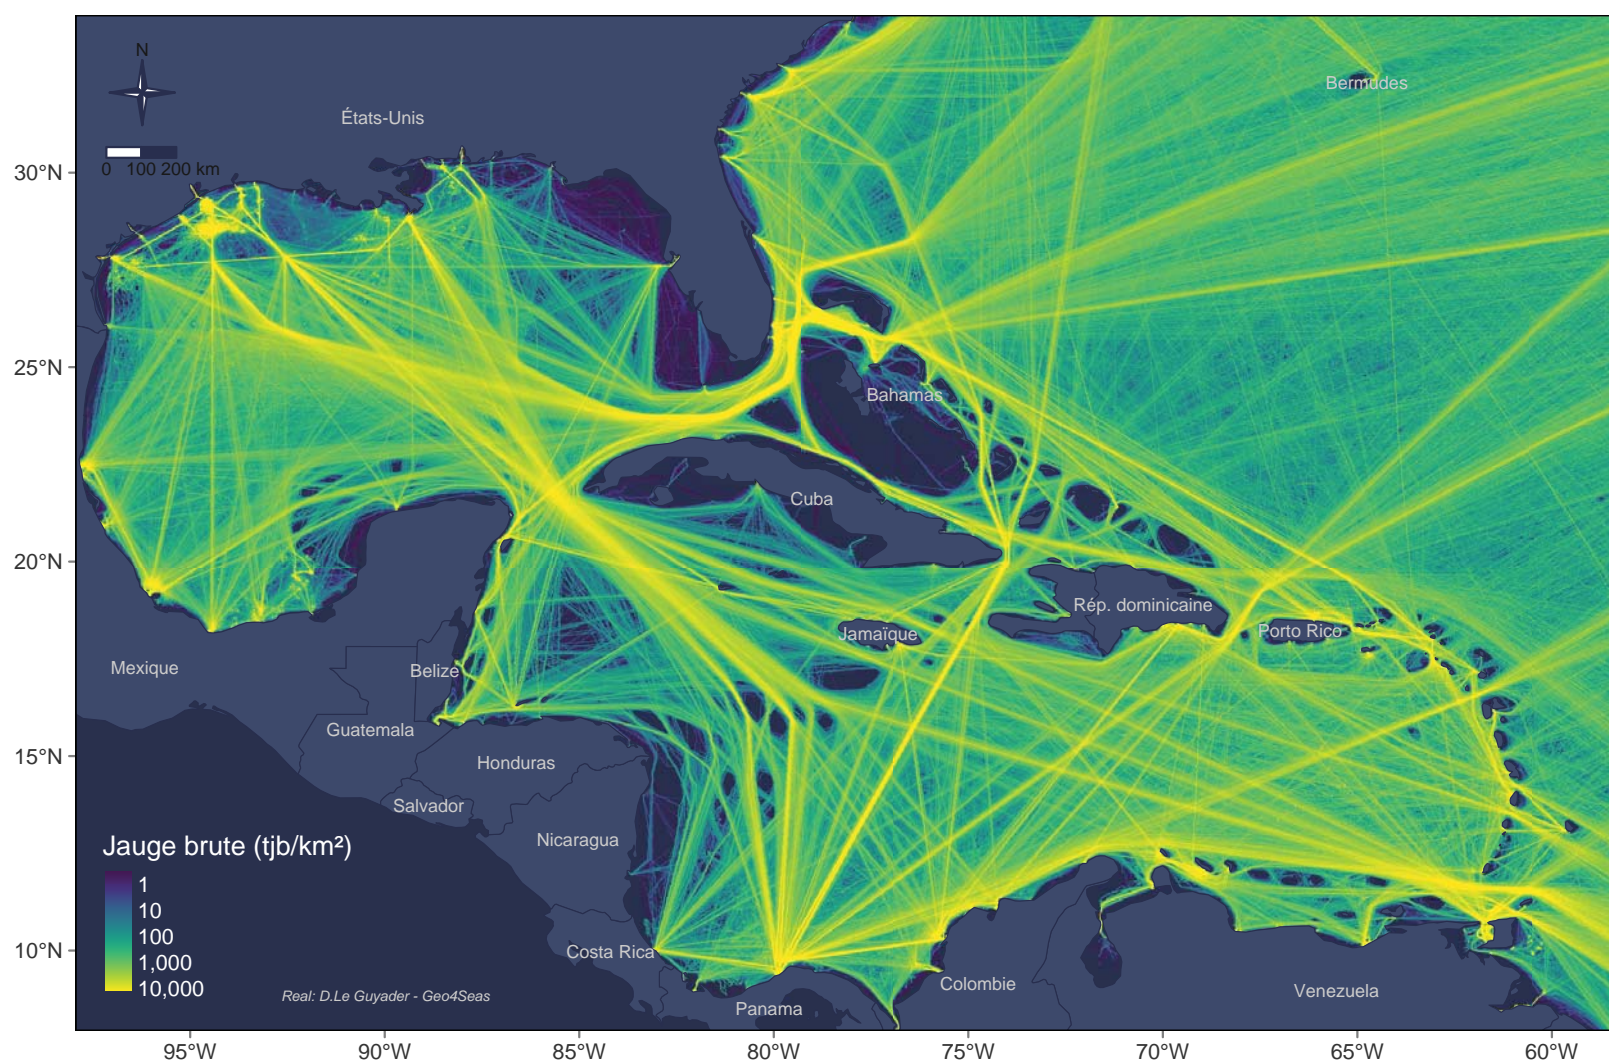 N
États-Unis
Bermudes
0 100 200 km
30°N
25°N
20°N
15°N
10°N
Bahamas
Cuba
Rép. dominicaine
Jamaïque
Porto Rico
Mexique
Belize
Guatemala
Honduras
Salvador
Nicaragua
Costa Rica
Panama
Colombie
Venezuela
Jauge brute (tjb/km²)
1
10
100
1,000
10,000
Real: D.Le Guyader - Geo4Seas
95°W
90°W
85°W
80°W
75°W
70°W
65°W
60°W